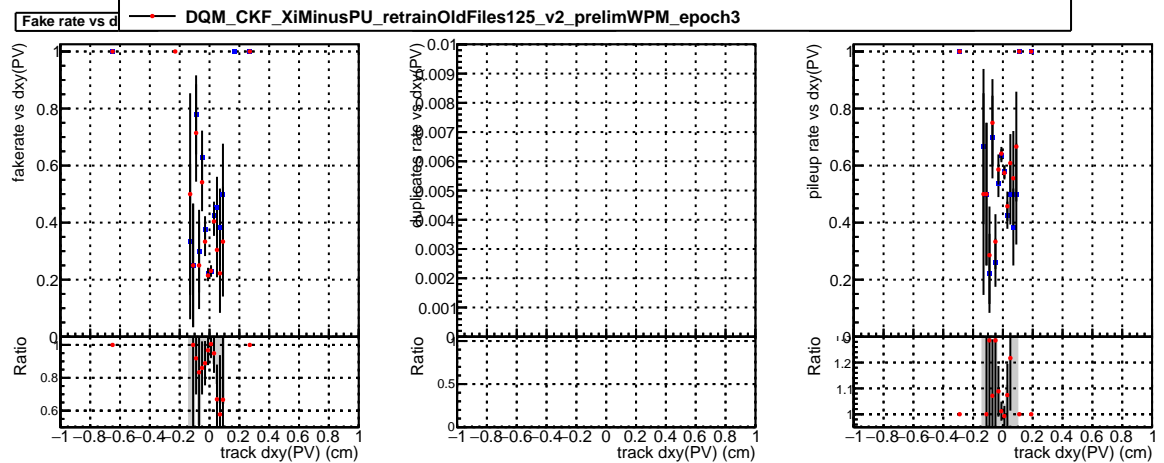 DQM_CKF_XiMinusPU_retrainOldFiles125_v2_prelimWPM_epoch3
Fake rate vs d
fakerate vs dxy(PV)
1
0.8
0.6
0.4
0.2
0
Ratio
1
0.8
0.6
−1 −0.8 −0.6 −0.4 −0.2 0 0.2 0.4 0.6 0.8 1
track dxy(PV) (cm)
duplicates rate vs dxy(PV)
0.01
0.009
0.008
0.007
0.006
0.005
0.004
0.003
0.002
0.001
0
Ratio
1
0.5
0
−1 −0.8 −0.6 −0.4 −0.2 0 0.2 0.4 0.6 0.8 1
track dxy(PV) (cm)
pileup rate vs dxy(PV)
1
0.8
0.6
0.4
0.2
0
Ratio
1.3
1.2
1.1
1
−1 −0.8 −0.6 −0.4 −0.2 0 0.2 0.4 0.6 0.8 1
track dxy(PV) (cm)